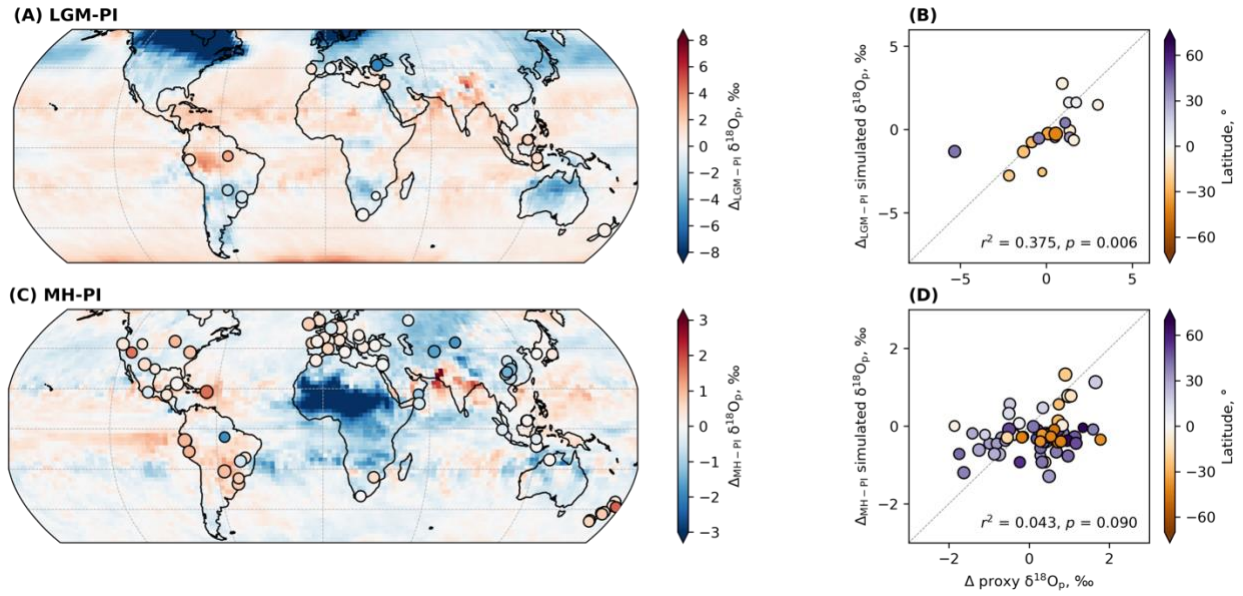 (A) LGM-PI
8
6
4
2
0
−2
−4
−6
−8
Δ_LGM−PI δ¹⁸Oₚ, ‰
(B)
5
0
−5
Δ_LGM−PI simulated δ¹⁸Oₚ, ‰
r² = 0.375, p = 0.006
−5
0
5
60
30
0
−30
−60
Latitude, °
(C) MH-PI
3
2
1
0
−1
−2
−3
Δ_MH−PI δ¹⁸Oₚ, ‰
(D)
2
0
−2
Δ_MH−PI simulated δ¹⁸Oₚ, ‰
r² = 0.043, p = 0.090
−2
0
2
Δ proxy δ¹⁸Oₚ, ‰
60
30
0
−30
−60
Latitude, °